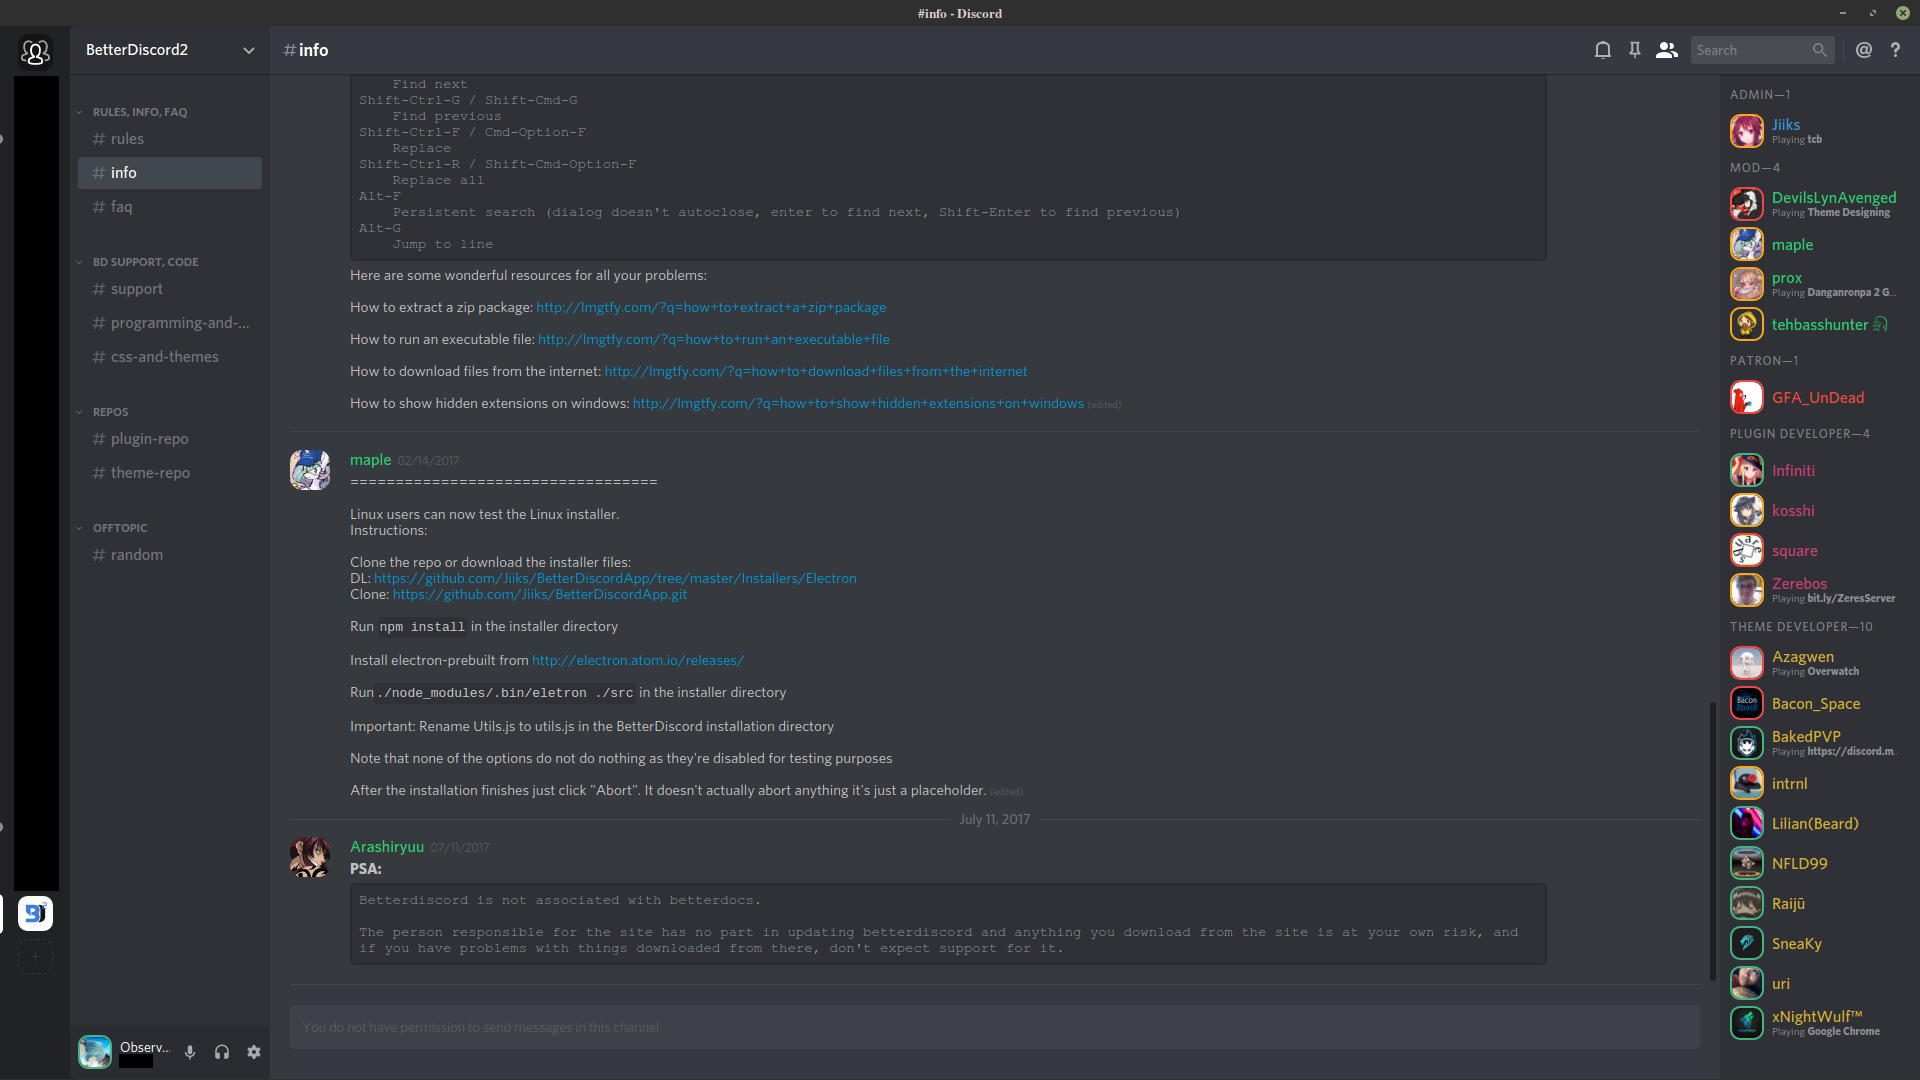 #info - Discord
BetterDiscord2
RULES, INFO, FAQ
# rules
# info
# faq
BD SUPPORT, CODE
# support
# programming-and-...
# css-and-themes
REPOS
# plugin-repo
# theme-repo
OFFTOPIC
# random
Observ...
# info
Search
@ ?
Find next
Shift-Ctrl-G / Shift-Cmd-G
Find previous
Shift-Ctrl-F / Cmd-Option-F
Replace
Shift-Ctrl-R / Shift-Cmd-Option-F
Replace all
Alt-F
Persistent search (dialog doesn't autoclose, enter to find next, Shift-Enter to find previous)
Alt-G
Jump to line
Here are some wonderful resources for all your problems:
How to extract a zip package: http://lmgtfy.com/?q=how+to+extract+a+zip+package
How to run an executable file: http://lmgtfy.com/?q=how+to+run+an+executable+file
How to download files from the internet: http://lmgtfy.com/?q=how+to+download+files+from+the+internet
How to show hidden extensions on windows: http://lmgtfy.com/?q=how+to+show+hidden+extensions+on+windows (edited)
maple 02/14/2017
==================================
Linux users can now test the Linux installer.
Instructions:
Clone the repo or download the installer files:
DL: https://github.com/Jiiks/BetterDiscordApp/tree/master/Installers/Electron
Clone: https://github.com/Jiiks/BetterDiscordApp.git
Run npm install in the installer directory
Install electron-prebuilt from http://electron.atom.io/releases/
Run ./node_modules/.bin/eletron ./src in the installer directory
Important: Rename Utils.js to utils.js in the BetterDiscord installation directory
Note that none of the options do not do nothing as they're disabled for testing purposes
After the installation finishes just click "Abort". It doesn't actually abort anything it's just a placeholder. (edited)
July 11, 2017
Arashiryuu 07/11/2017
PSA:
Betterdiscord is not associated with betterdocs.
The person responsible for the site has no part in updating betterdiscord and anything you download from the site is at your own risk, and
if you have problems with things downloaded from there, don't expect support for it.
You do not have permission to send messages in this channel.
ADMIN—1
Jiiks
Playing tcb
MOD—4
DevilsLynAvenged
Playing Theme Designing
maple
prox
Playing Danganronpa 2 G...
tehbasshunter
PATRON—1
GFA_UnDead
PLUGIN DEVELOPER—4
Infiniti
kosshi
square
Zerebos
Playing bit.ly/ZeresServer
THEME DEVELOPER—10
Azagwen
Playing Overwatch
Bacon_Space
BakedPVP
Playing https://discord.m..
intrnl
Lilian(Beard)
NFLD99
Raijū
SneaKy
uri
xNightWulf™
Playing Google Chrome